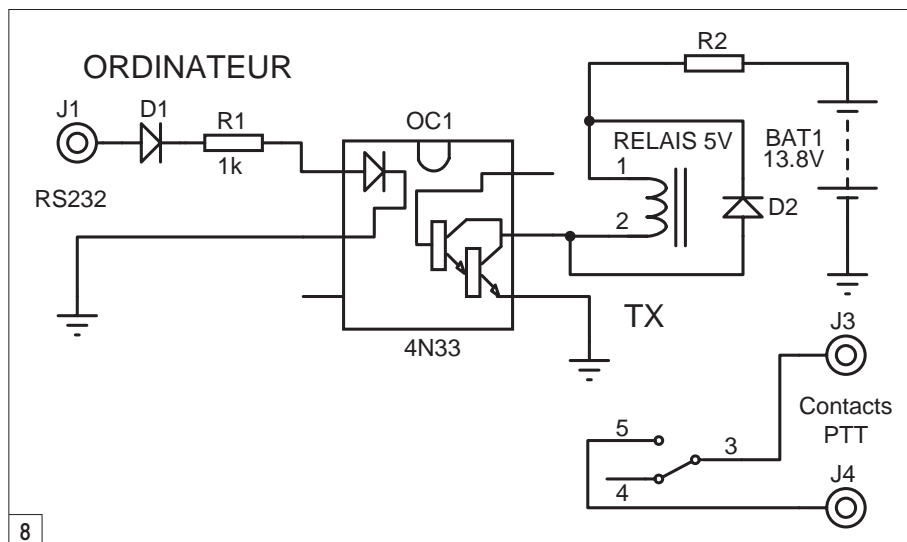 ORDINATEUR
J1
D1
R1
1k
RS232
OC1
4N33
R2
RELAIS 5V
1
2
D2
BAT1
13.8V
TX
J3
Contacts
PTT
5
3
4
J4
8